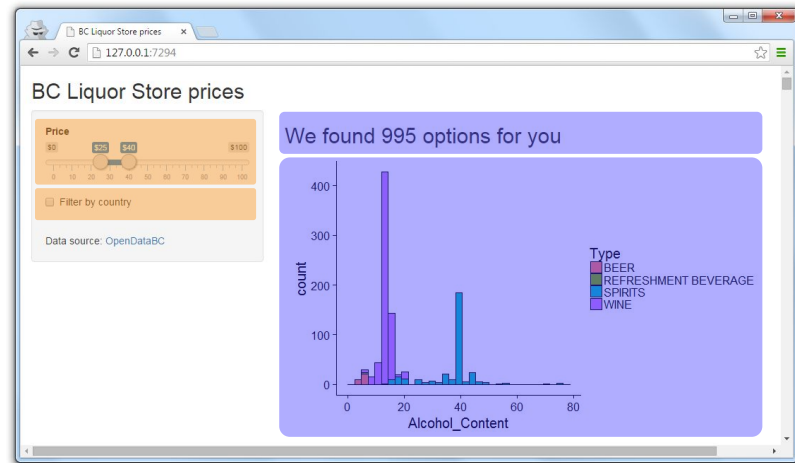 BC Liquor Store prices
127.0.0.1:7294
BC Liquor Store prices
Price
$0 $25 $40 $100
0 10 20 30 40 50 60 70 80 90 100
Filter by country
Data source: OpenDataBC
We found 995 options for you
400
300
200
100
0
count
0 20 40 60 80
Alcohol_Content
Type
BEER
REFRESHMENT BEVERAGE
SPIRITS
WINE